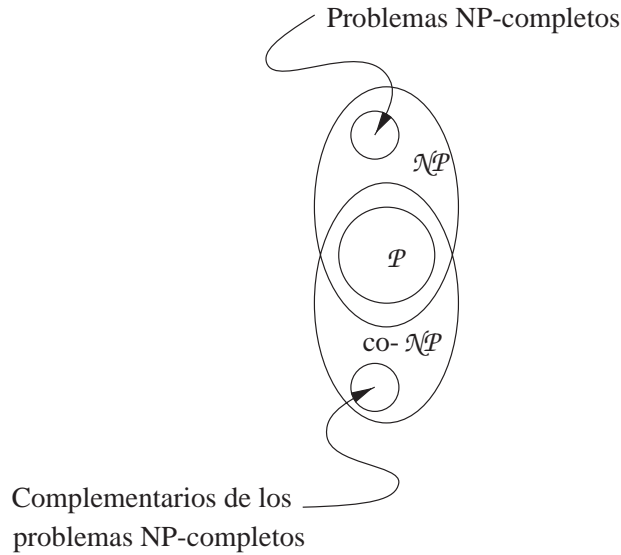 Problemas NP-completos
𝒩𝒫
𝒫
co- 𝒩𝒫
Complementarios de los
problemas NP-completos